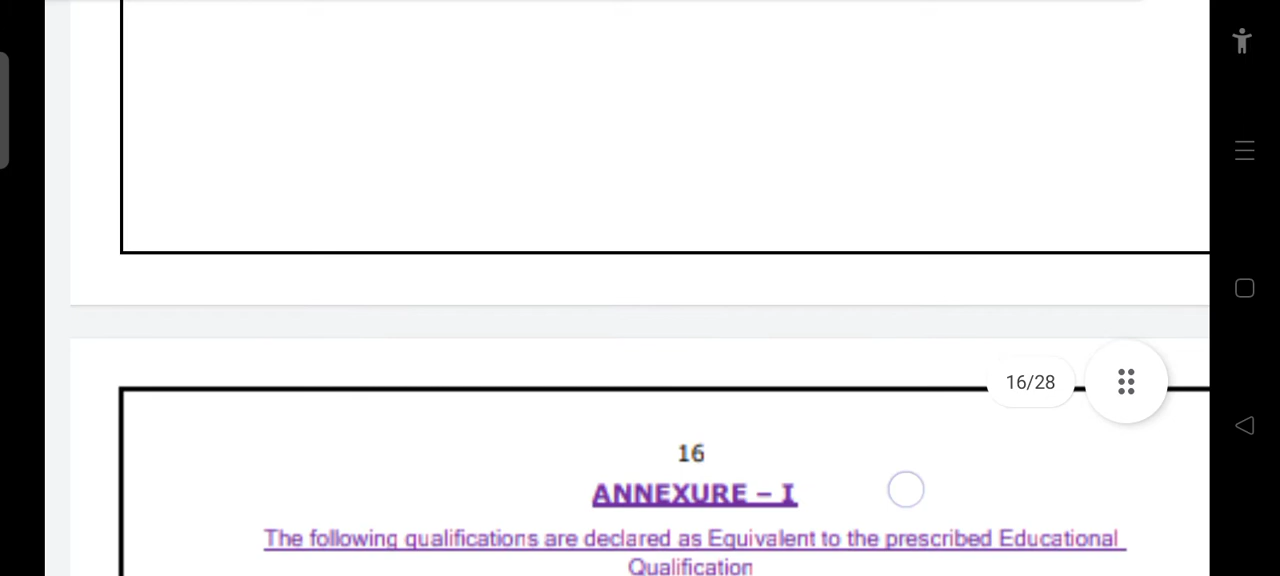 16/28
16
ANNEXURE – I
The following qualifications are declared as Equivalent to the prescribed Educational
Qualification